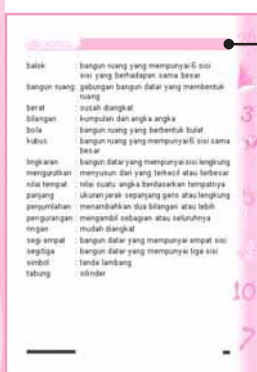 balok : bangun ruang yang mempunyai 6 sisi
sisi yang berhadapan sama besar
bangun ruang : gabungan bangun datar yang membentuk
ruang
berat : susah diangkat
bilangan : kumpulan dari angka angka
bola : bangun ruang yang berbentuk bulat
kubus : bangun ruang yang mempunyai 6 sisi sama
besar
lingkaran : bangun datar yang mempunyai sisi lengkung
mengurutkan : menyusun dari yang terkecil atau terbesar
nilai tempat : nilai suatu angka berdasarkan tempatnya
panjang : ukuran jarak sepanjang garis atau lengkung
penjumlahan : menambahkan dua bilangan atau lebih
pengurangan : mengambil sebagian atau seluruhnya
ringan : mudah diangkat
segi empat : bangun datar yang mempunyai empat sisi
segitiga : bangun datar yang mempunyai tiga sisi
simbol : tanda lambang
tabung : silinder
3
5
10
7